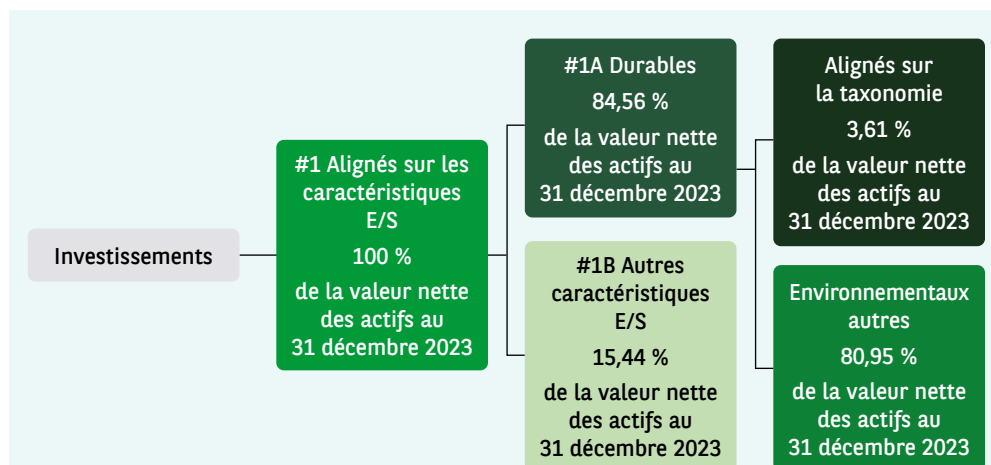 Investissements
#1 Alignés sur les
caractéristiques
E/S
100 %
de la valeur nette
des actifs au
31 décembre 2023
#1A Durables
84,56 %
de la valeur nette
des actifs au
31 décembre 2023
#1B Autres
caractéristiques
E/S
15,44 %
de la valeur nette
des actifs au
31 décembre 2023
Alignés sur
la taxonomie
3,61 %
de la valeur nette
des actifs au
31 décembre 2023
Environnementaux
autres
80,95 %
de la valeur nette
des actifs au
31 décembre 2023